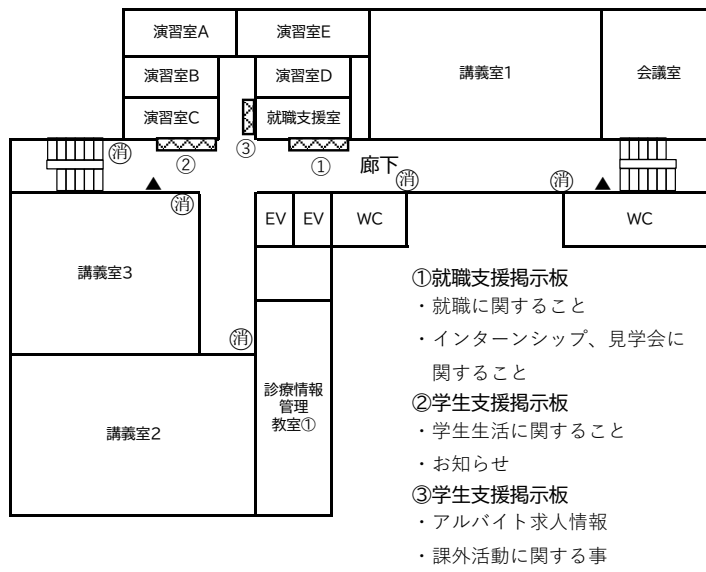 演習室A
演習室E
講義室1
会議室
演習室B
演習室D
演習室C
就職支援室
消
②
③
①
廊下
消
消
消
EV
EV
WC
WC
講義室3
消
講義室2
診療情報
管理
教室①
①就職支援掲示板
・就職に関すること
・インターンシップ、見学会に
関すること
②学生支援掲示板
・学生生活に関すること
・お知らせ
③学生支援掲示板
・アルバイト求人情報
・課外活動に関する事